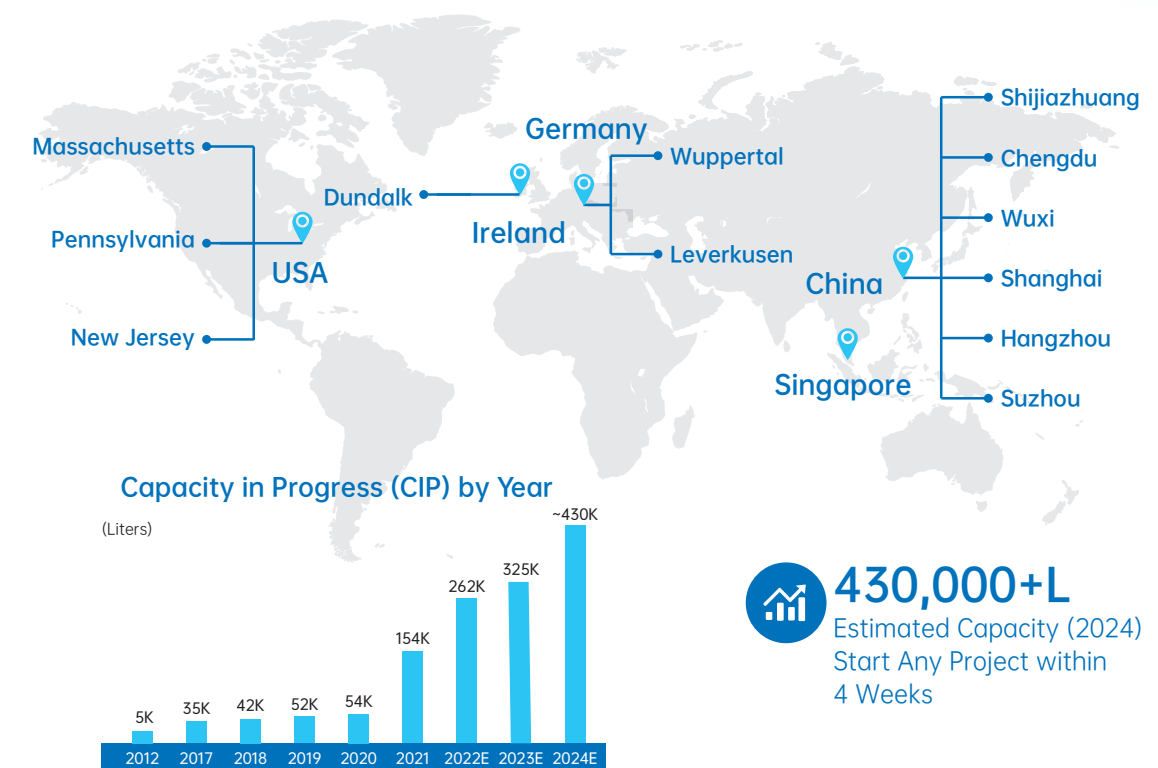 Massachusetts
Pennsylvania
New Jersey
USA
Dundalk
Ireland
Germany
Wuppertal
Leverkusen
China
Singapore
Shijiazhuang
Chengdu
Wuxi
Shanghai
Hangzhou
Suzhou
Capacity in Progress (CIP) by Year
(Liters)
5K
35K
42K
52K
54K
154K
262K
325K
~430K
2012 2017 2018 2019 2020 2021 2022E 2023E 2024E
430,000+L
Estimated Capacity (2024)
Start Any Project within
4 Weeks